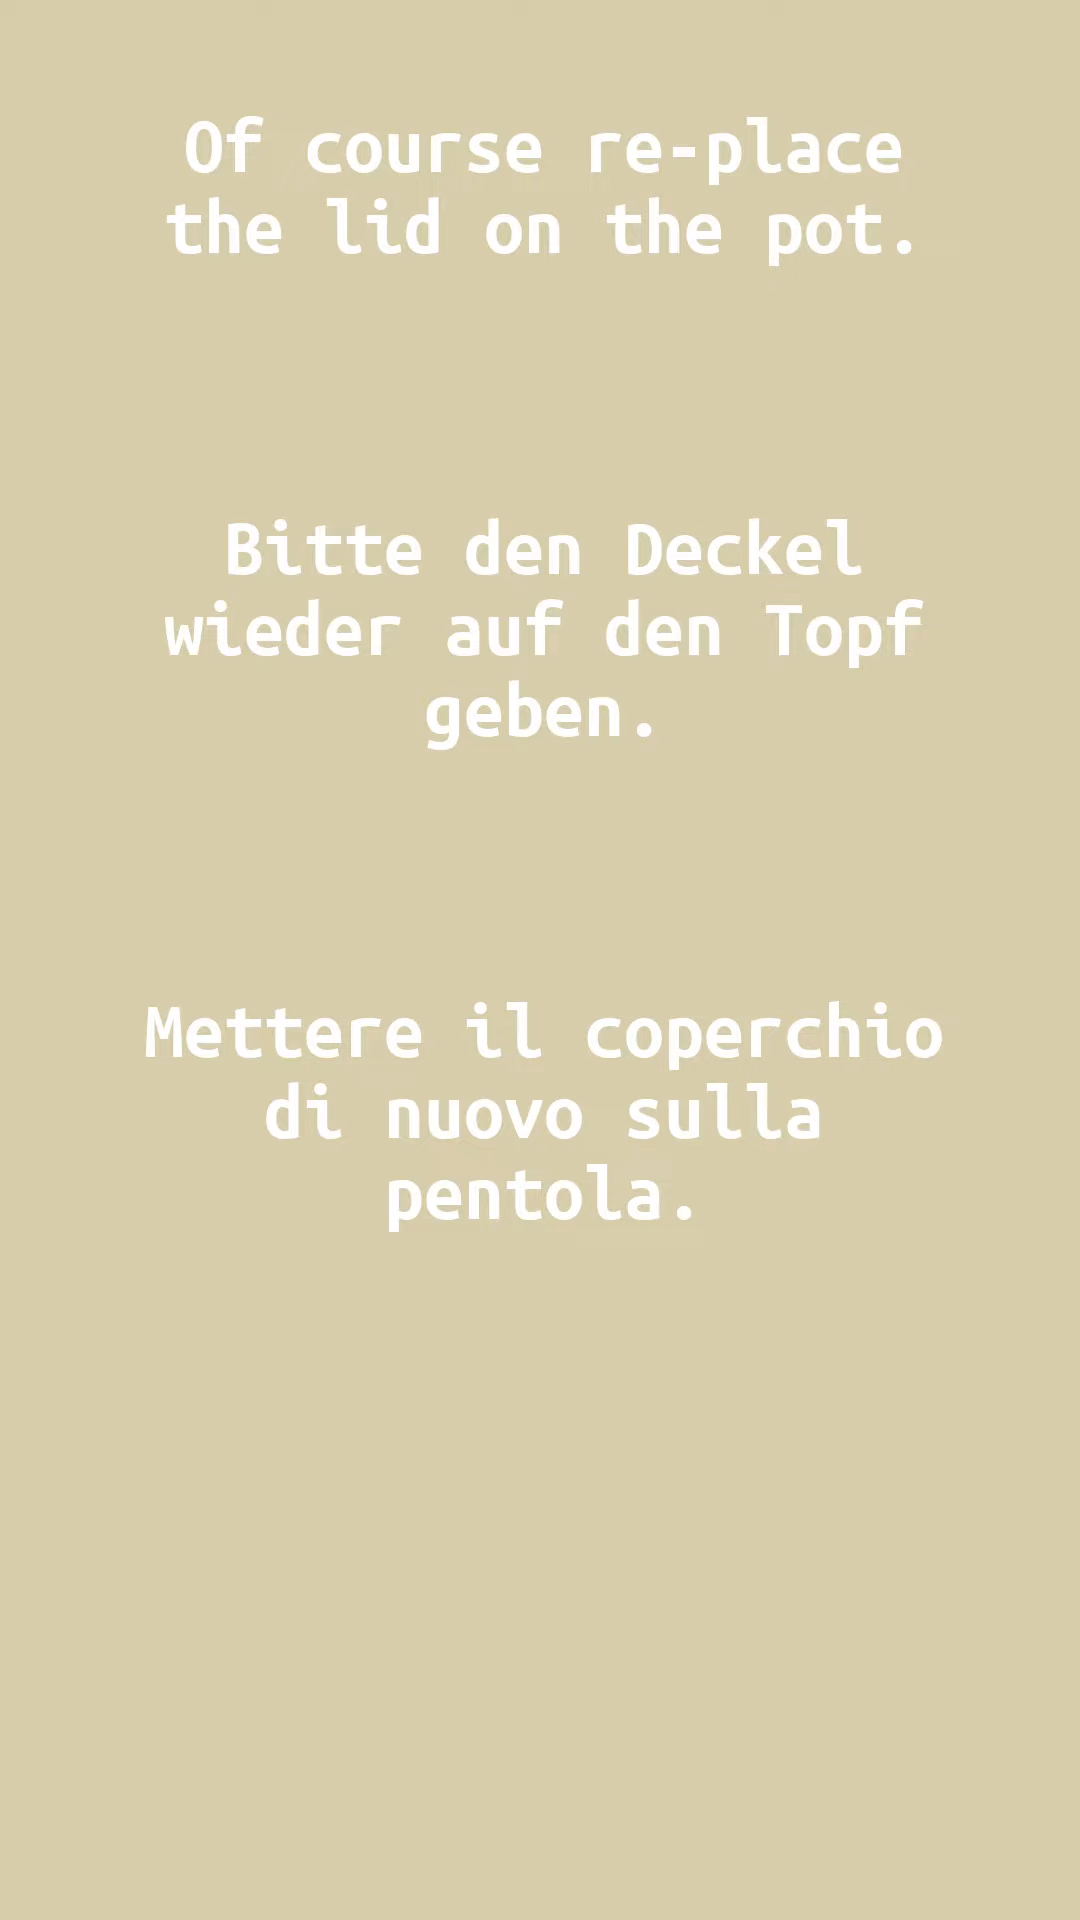 Of course re-place
the lid on the pot.
Bitte den Deckel
wieder auf den Topf
geben.
Mettere il coperchio
di nuovo sulla
pentola.